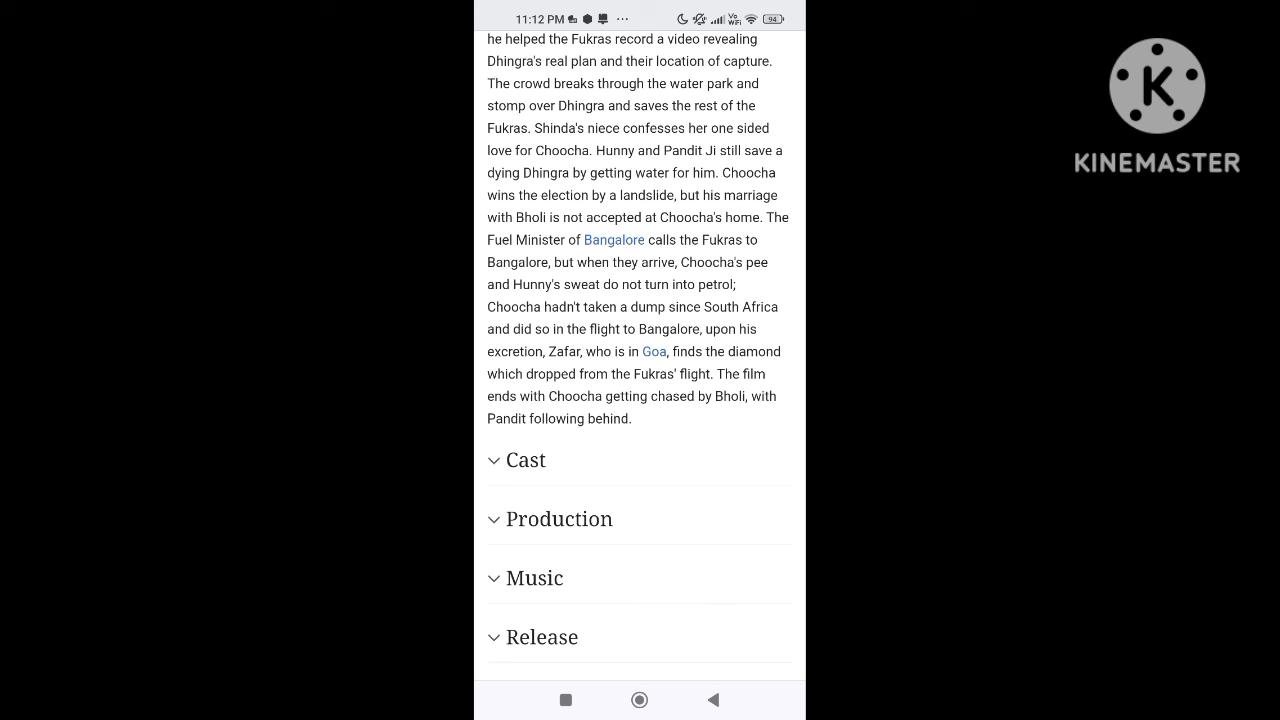 11:12 PM
Vo
WiFi
94
he helped the Fukras record a video revealing
Dhingra's real plan and their location of capture.
The crowd breaks through the water park and
stomp over Dhingra and saves the rest of the
Fukras. Shinda's niece confesses her one sided
love for Choocha. Hunny and Pandit Ji still save a
dying Dhingra by getting water for him. Choocha
wins the election by a landslide, but his marriage
with Bholi is not accepted at Choocha's home. The
Fuel Minister of Bangalore calls the Fukras to
Bangalore, but when they arrive, Choocha's pee
and Hunny's sweat do not turn into petrol;
Choocha hadn't taken a dump since South Africa
and did so in the flight to Bangalore, upon his
excretion, Zafar, who is in Goa, finds the diamond
which dropped from the Fukras' flight. The film
ends with Choocha getting chased by Bholi, with
Pandit following behind.
Cast
Production
Music
Release
K
KINEMASTER